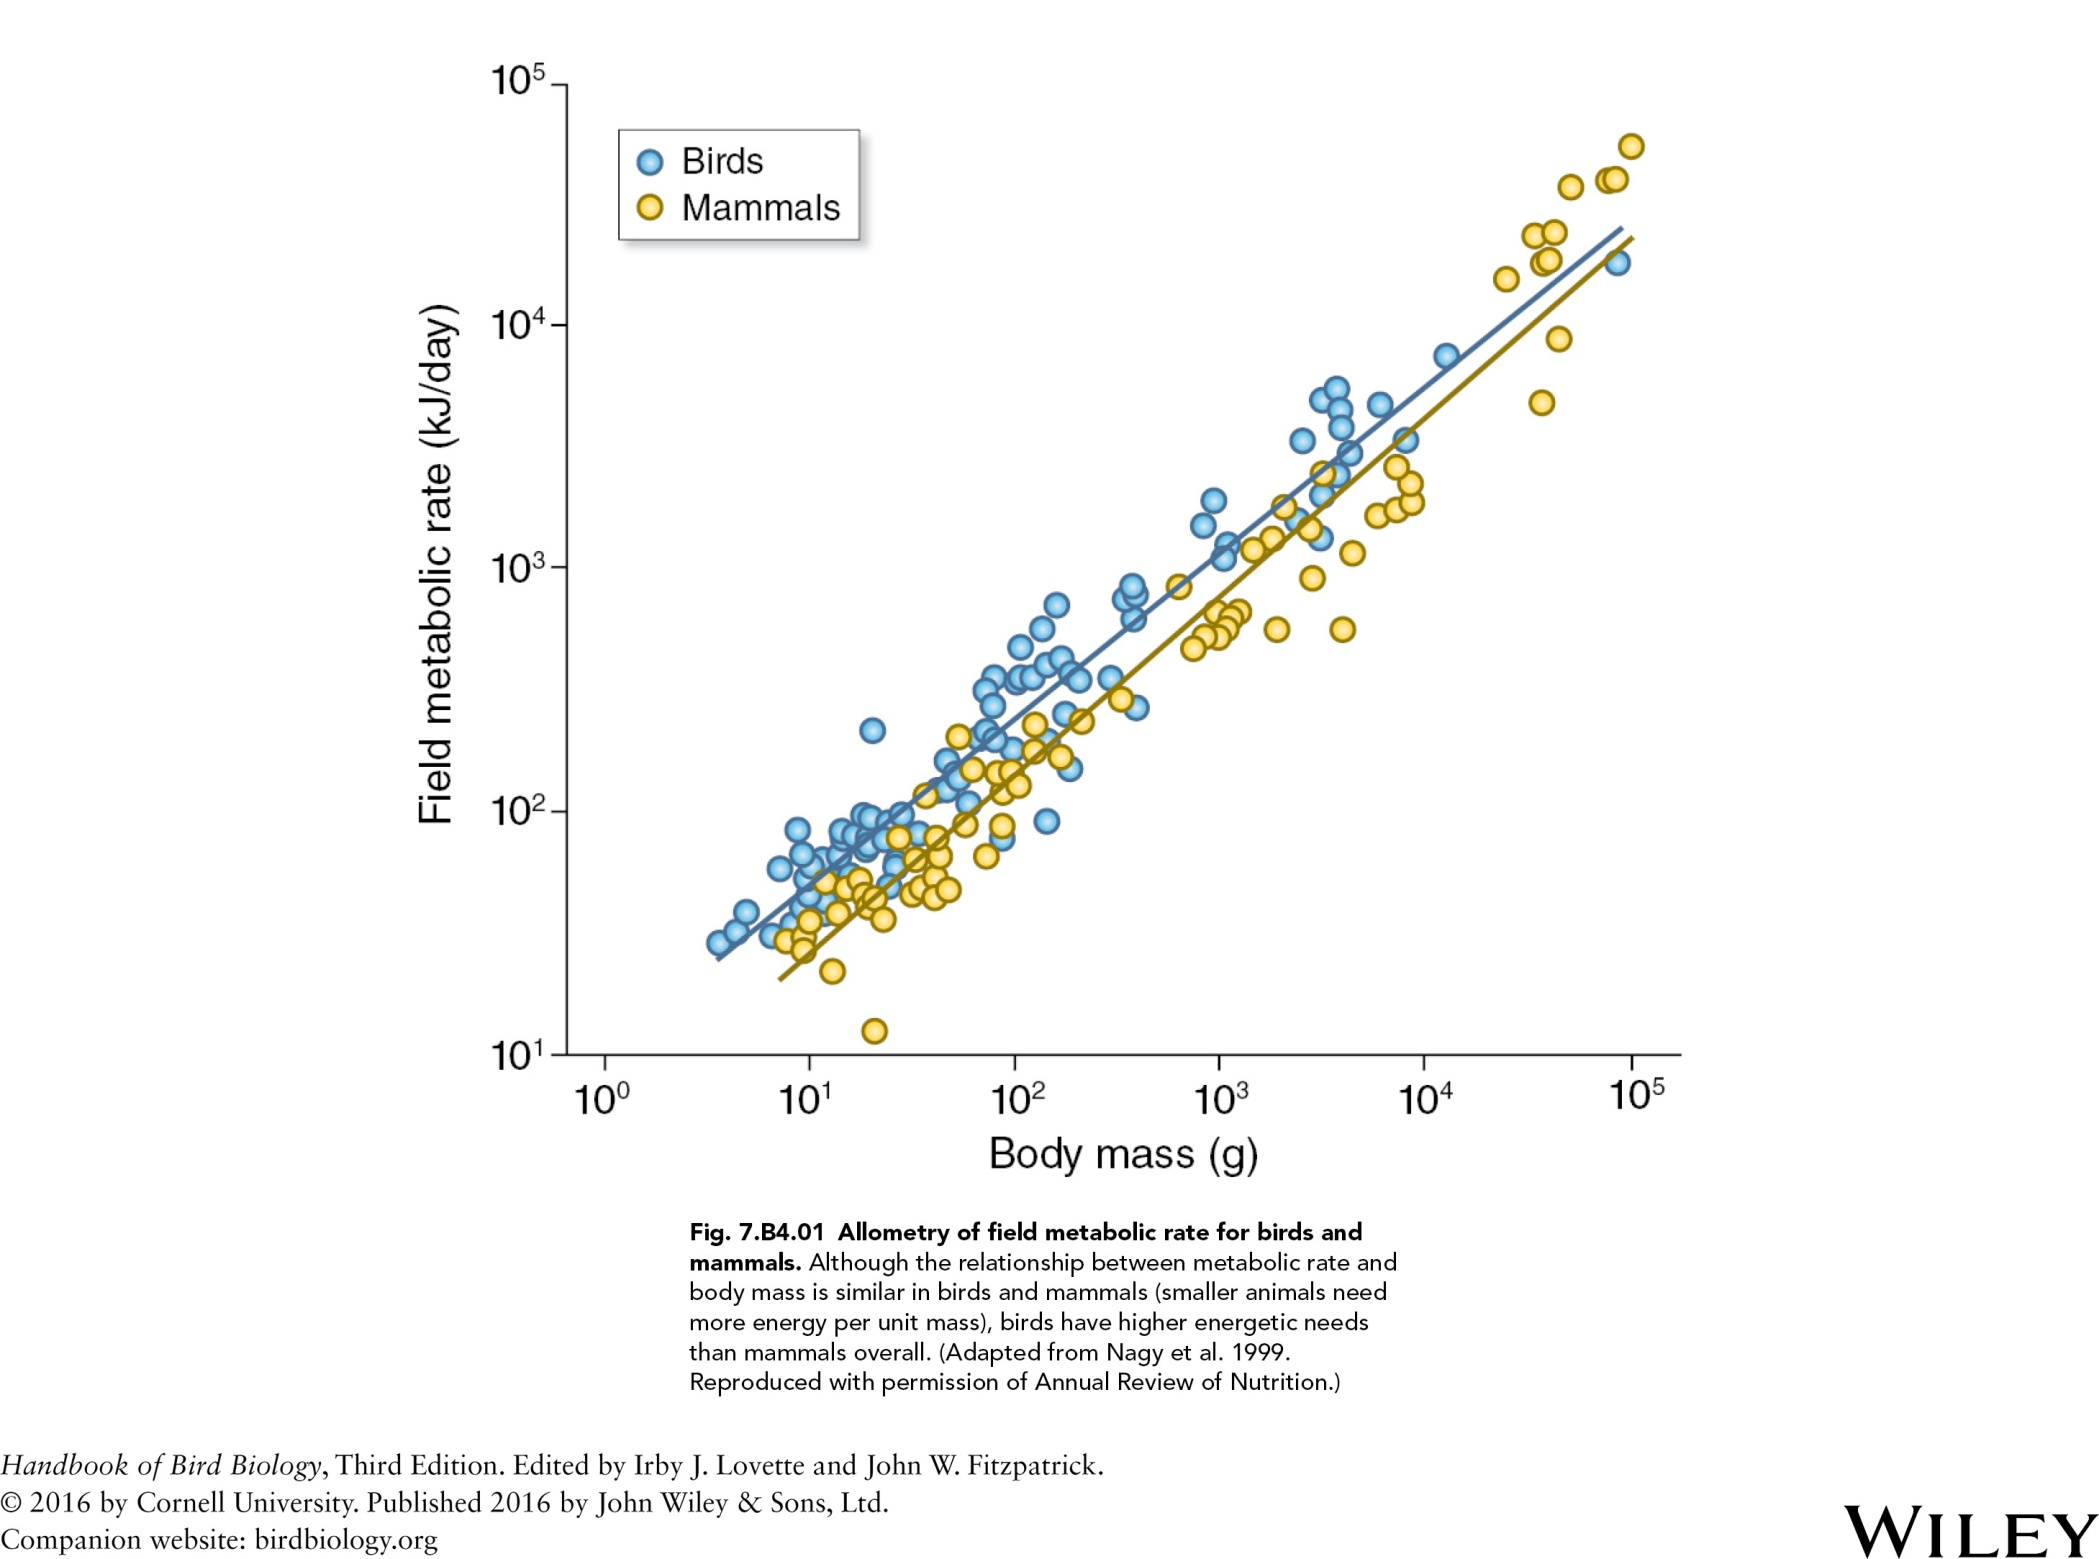 10⁵
Birds
Mammals
10⁴
Field metabolic rate (kJ/day)
10³
10²
10¹
10⁰ 10¹ 10² 10³ 10⁴ 10⁵
Body mass (g)
Fig. 7.B4.01 Allometry of field metabolic rate for birds and
mammals. Although the relationship between metabolic rate and
body mass is similar in birds and mammals (smaller animals need
more energy per unit mass), birds have higher energetic needs
than mammals overall. (Adapted from Nagy et al. 1999.
Reproduced with permission of Annual Review of Nutrition.)
Handbook of Bird Biology, Third Edition. Edited by Irby J. Lovette and John W. Fitzpatrick.
© 2016 by Cornell University. Published 2016 by John Wiley & Sons, Ltd.
Companion website: birdbiology.org
WILEY